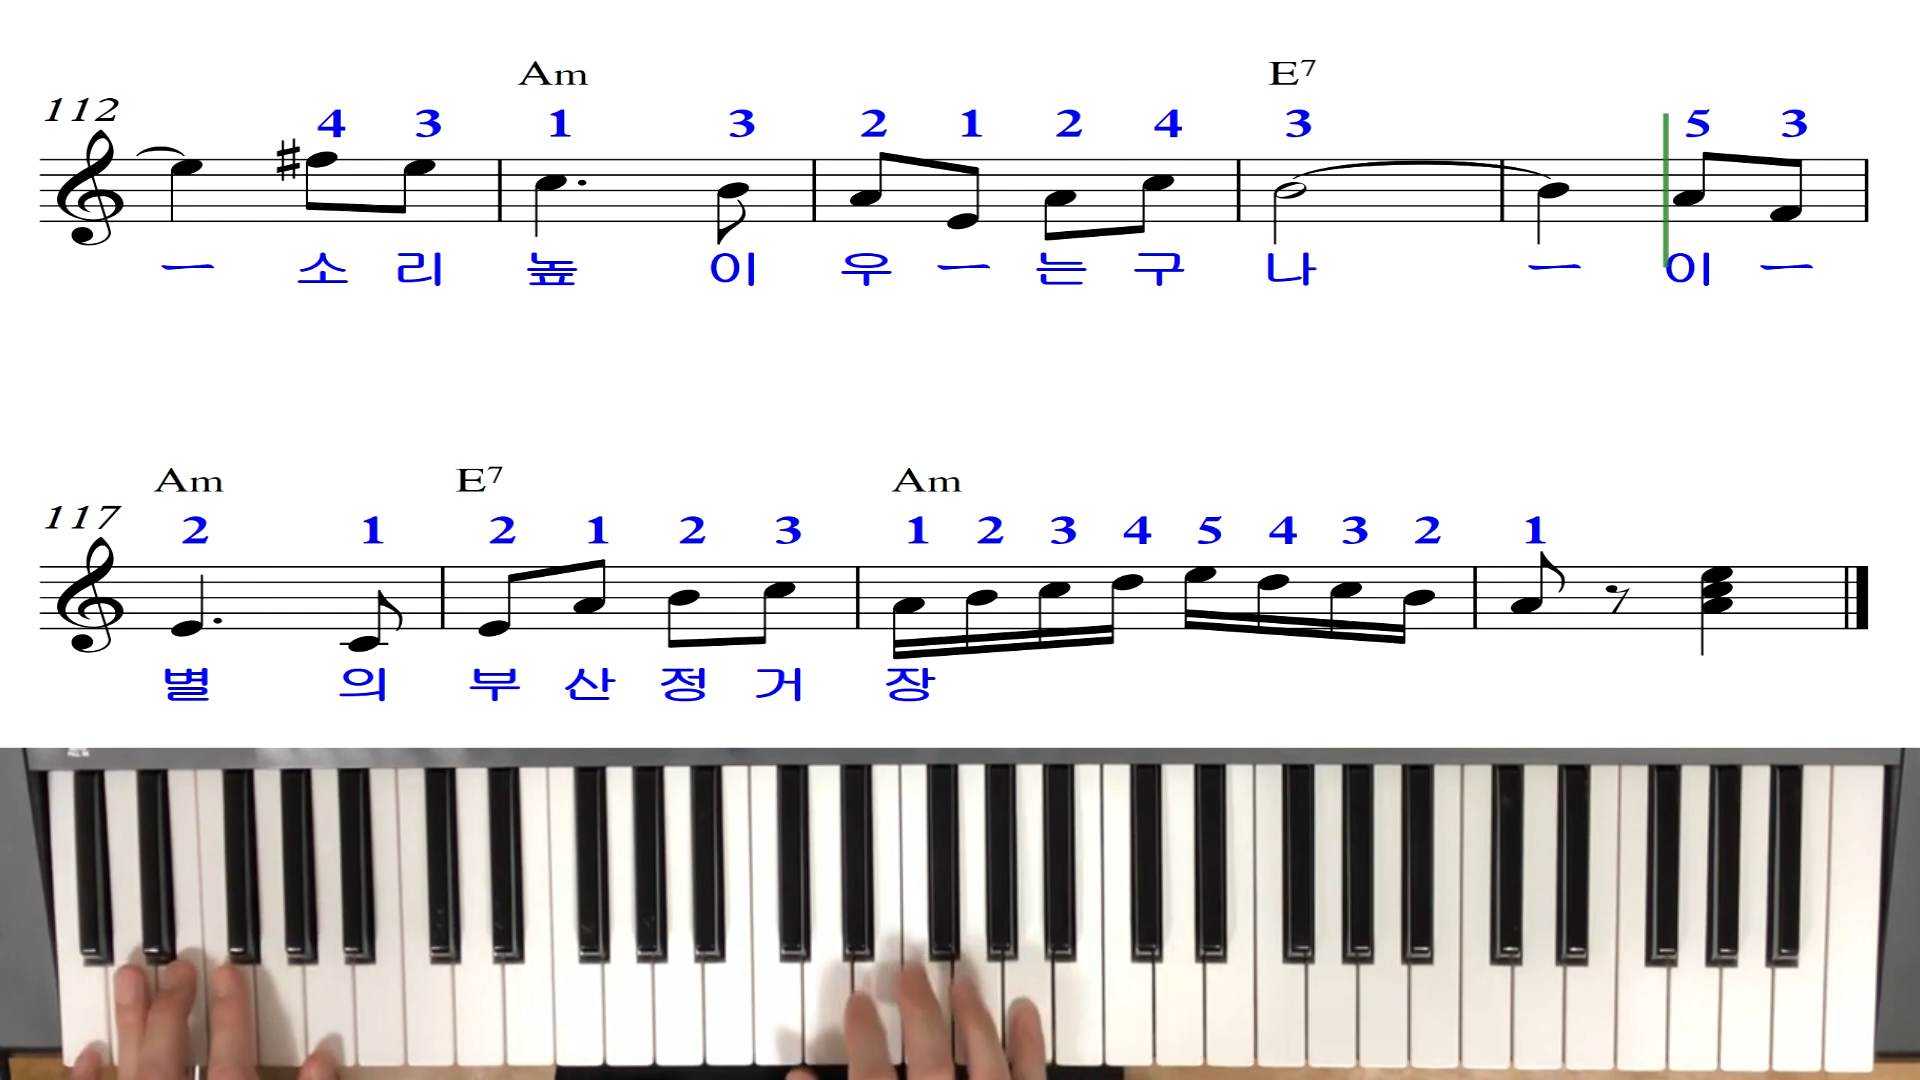 Am E7
112 4 3 1 3 2 1 2 4 3 5 3
ㅡ 소 리 높 이 우 ㅡ 는 구 나 ㅡ 이 ㅡ
Am E7 Am
117 2 1 2 1 2 3 1 2 3 4 5 4 3 2 1
별 의 부 산 정 거 장